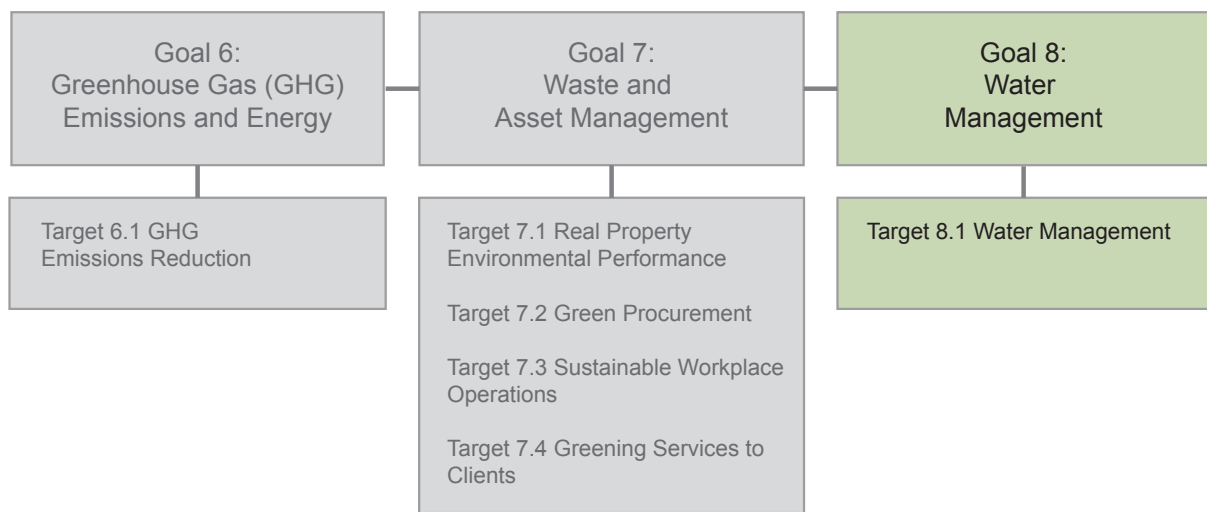 Goal 6:
Greenhouse Gas (GHG)
Emissions and Energy
Goal 7:
Waste and
Asset Management
Goal 8:
Water
Management
Target 6.1 GHG
Emissions Reduction
Target 7.1 Real Property
Environmental Performance
Target 7.2 Green Procurement
Target 7.3 Sustainable Workplace
Operations
Target 7.4 Greening Services to
Clients
Target 8.1 Water Management